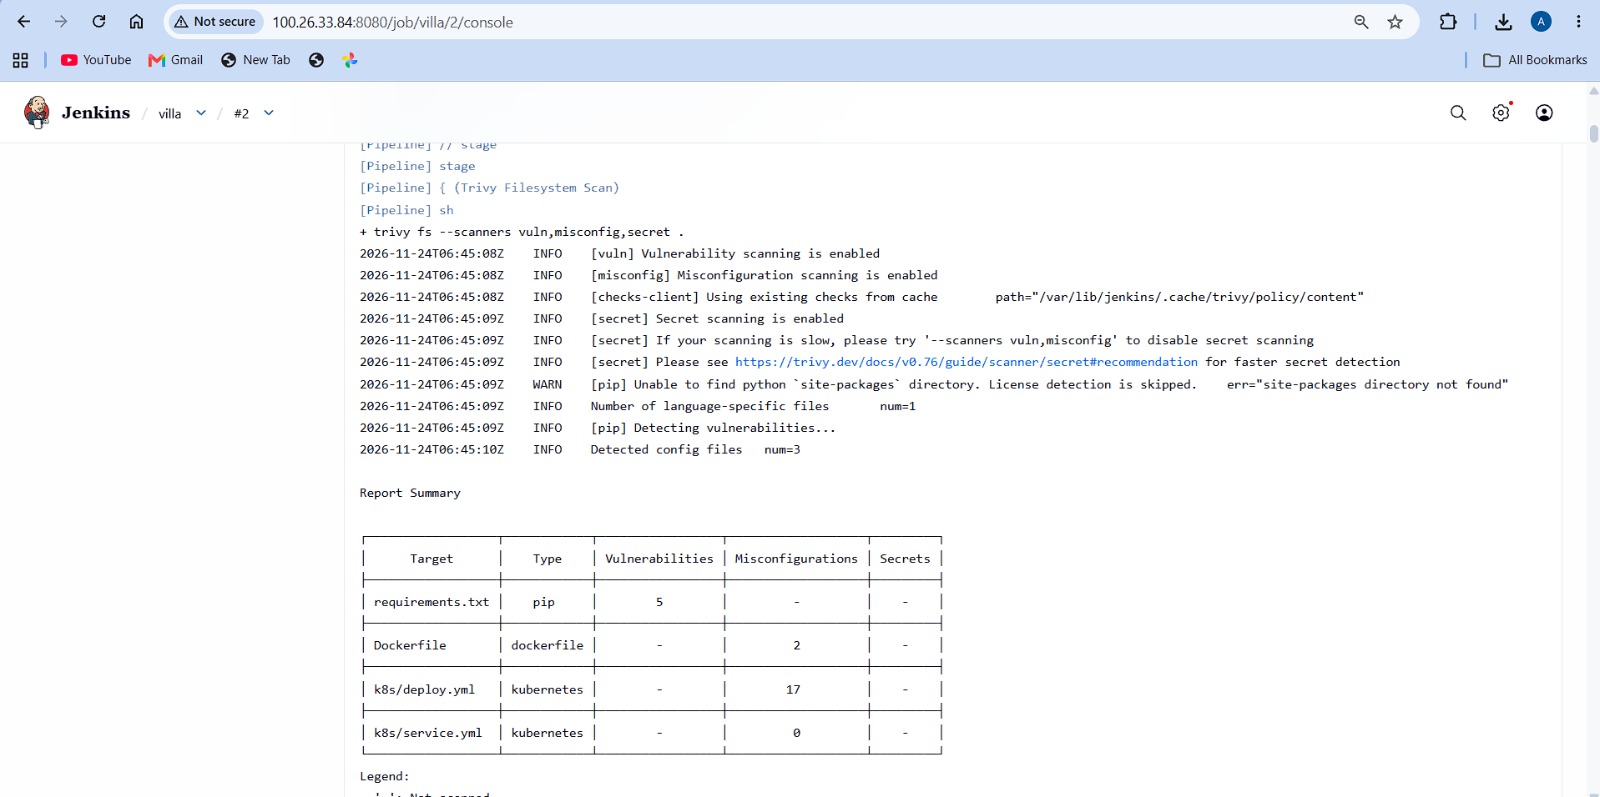 Not secure 100.26.33.84:8080/job/villa/2/console A
YouTube Gmail New Tab All Bookmarks
Jenkins / villa / #2
[Pipeline] // stage
[Pipeline] stage
[Pipeline] { (Trivy Filesystem Scan)
[Pipeline] sh
+ trivy fs --scanners vuln,misconfig,secret .
2026-11-24T06:45:08Z INFO [vuln] Vulnerability scanning is enabled
2026-11-24T06:45:08Z INFO [misconfig] Misconfiguration scanning is enabled
2026-11-24T06:45:08Z INFO [checks-client] Using existing checks from cache path="/var/lib/jenkins/.cache/trivy/policy/content"
2026-11-24T06:45:09Z INFO [secret] Secret scanning is enabled
2026-11-24T06:45:09Z INFO [secret] If your scanning is slow, please try '--scanners vuln,misconfig' to disable secret scanning
2026-11-24T06:45:09Z INFO [secret] Please see https://trivy.dev/docs/v0.76/guide/scanner/secret#recommendation for faster secret detection
2026-11-24T06:45:09Z WARN [pip] Unable to find python `site-packages` directory. License detection is skipped. err="site-packages directory not found"
2026-11-24T06:45:09Z INFO Number of language-specific files num=1
2026-11-24T06:45:09Z INFO [pip] Detecting vulnerabilities...
2026-11-24T06:45:10Z INFO Detected config files num=3
Report Summary
Target Type Vulnerabilities Misconfigurations Secrets
requirements.txt pip 5 - -
Dockerfile dockerfile - 2 -
k8s/deploy.yml kubernetes - 17 -
k8s/service.yml kubernetes - 0 -
Legend: